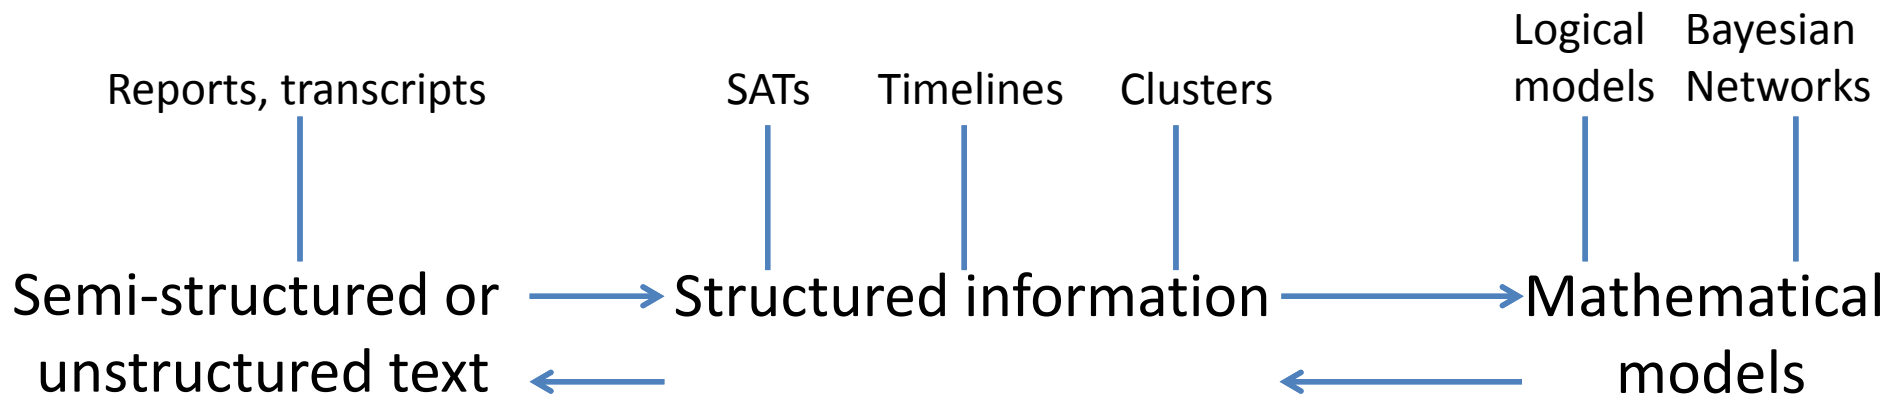 Reports, transcripts
SATs
Timelines
Clusters
Logical
models
Bayesian
Networks
Semi-structured or
unstructured text
Structured information
Mathematical
models